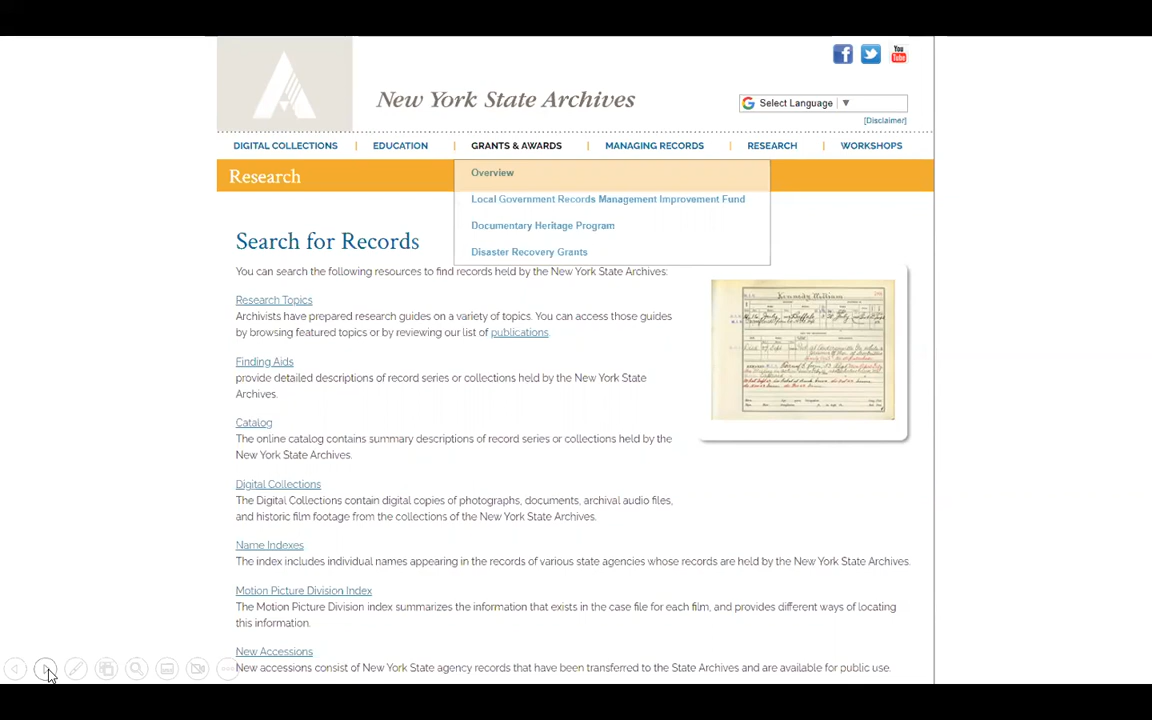 New York State Archives
Select Language ▼
[Disclaimer]
DIGITAL COLLECTIONS | EDUCATION | GRANTS & AWARDS | MANAGING RECORDS | RESEARCH | WORKSHOPS
Research
Overview
Local Government Records Management Improvement Fund
Documentary Heritage Program
Disaster Recovery Grants
Search for Records
You can search the following resources to find records held by the New York State Archives:
Research Topics
Archivists have prepared research guides on a variety of topics. You can access those guides
by browsing featured topics or by reviewing our list of publications.
Finding Aids
provide detailed descriptions of record series or collections held by the New York State
Archives.
Catalog
The online catalog contains summary descriptions of record series or collections held by the
New York State Archives.
Digital Collections
The Digital Collections contain digital copies of photographs, documents, archival audio files,
and historic film footage from the collections of the New York State Archives.
Name Indexes
The index includes individual names appearing in the records of various state agencies whose records are held by the New York State Archives.
Motion Picture Division Index
The Motion Picture Division index summarizes the information that exists in the case file for each film, and provides different ways of locating
this information.
New Accessions
New accessions consist of New York State agency records that have been transferred to the State Archives and are available for public use.
You
Tube
Kennedy William